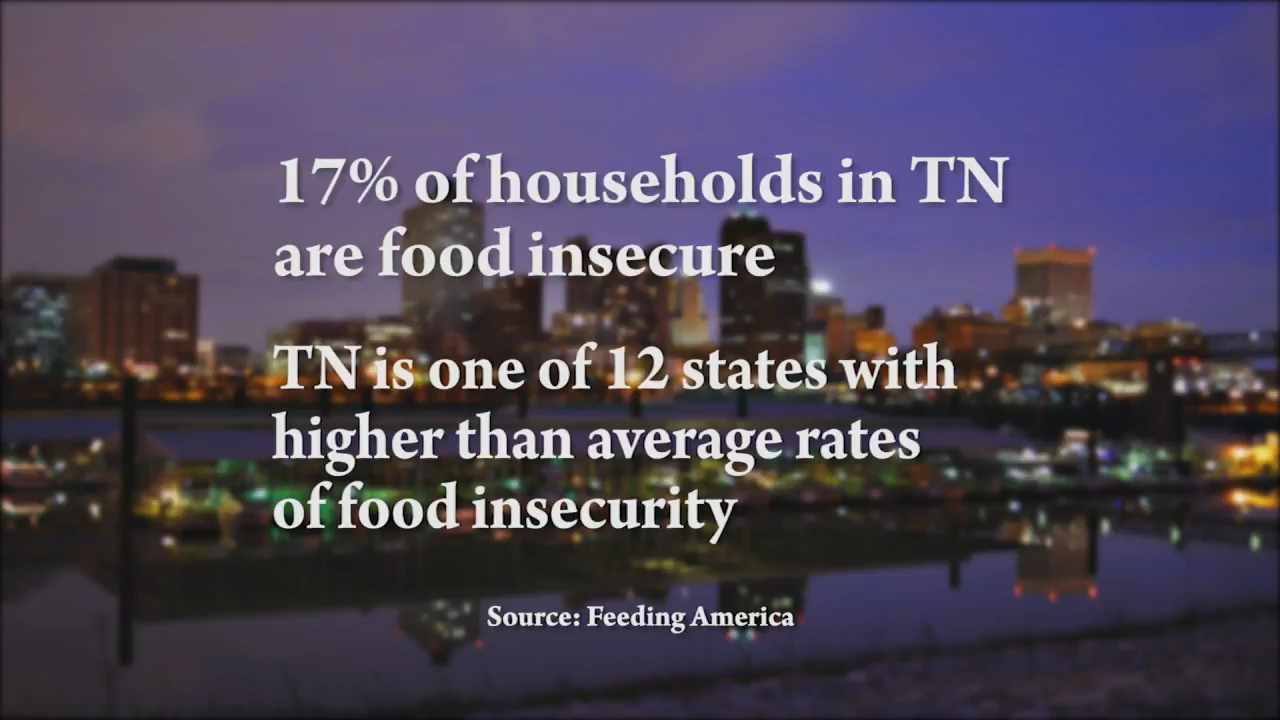 17% of households in TN
are food insecure
TN is one of 12 states with
higher than average rates
of food insecurity
Source: Feeding America